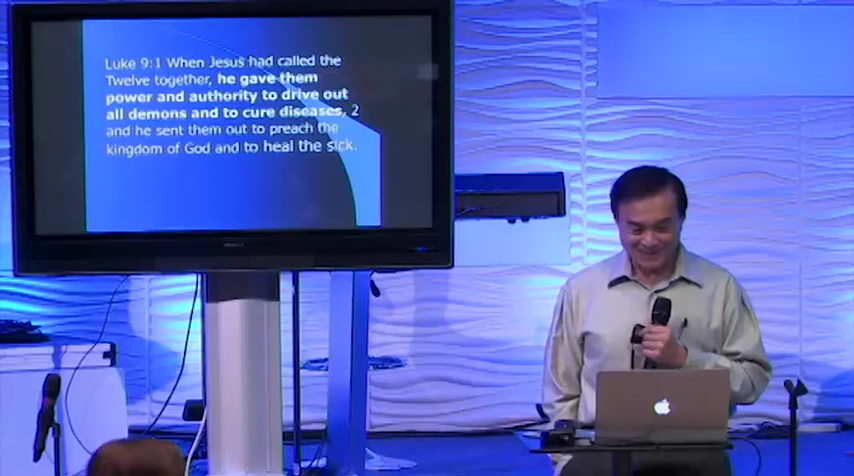 Luke 9:1 When Jesus had called the
Twelve together, he gave them
power and authority to drive out
all demons and to cure diseases, 2
and he sent them out to preach the
kingdom of God and to heal the sick.